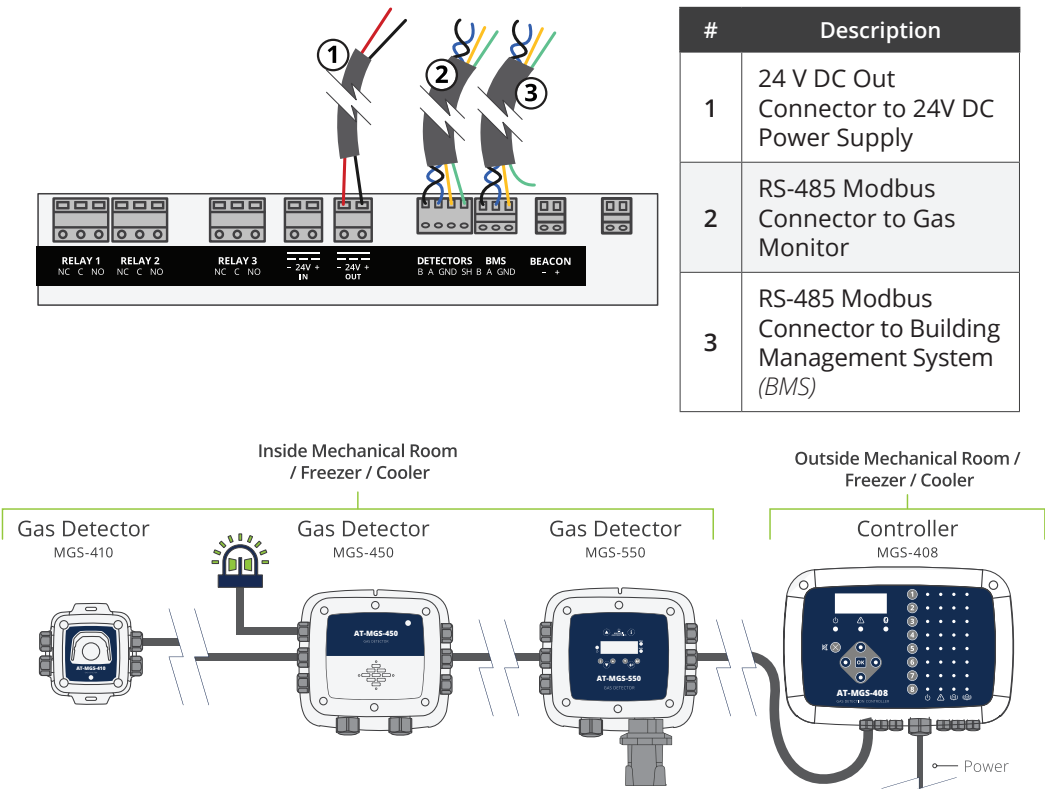 1
2
3
RELAY 1 RELAY 2 RELAY 3 DETECTORS BMS BEACON
NC C NO NC C NO NC C NO - 24V + - 24V + B A GND SH B A GND - +
IN OUT
# Description
1 24 V DC Out
Connector to 24V DC
Power Supply
2 RS-485 Modbus
Connector to Gas
Monitor
3 RS-485 Modbus
Connector to Building
Management System
(BMS)
Inside Mechanical Room
/ Freezer / Cooler
Outside Mechanical Room /
Freezer / Cooler
Gas Detector
MGS-410
Gas Detector
MGS-450
Gas Detector
MGS-550
Controller
MGS-408
AT-MGS-410
AT-MGS-450
GAS DETECTOR
AT-MGS-550
GAS DETECTOR
1
2
3
4
5
6
7
8
OK
AT-MGS-408
GAS DETECTION CONTROLLER
Power